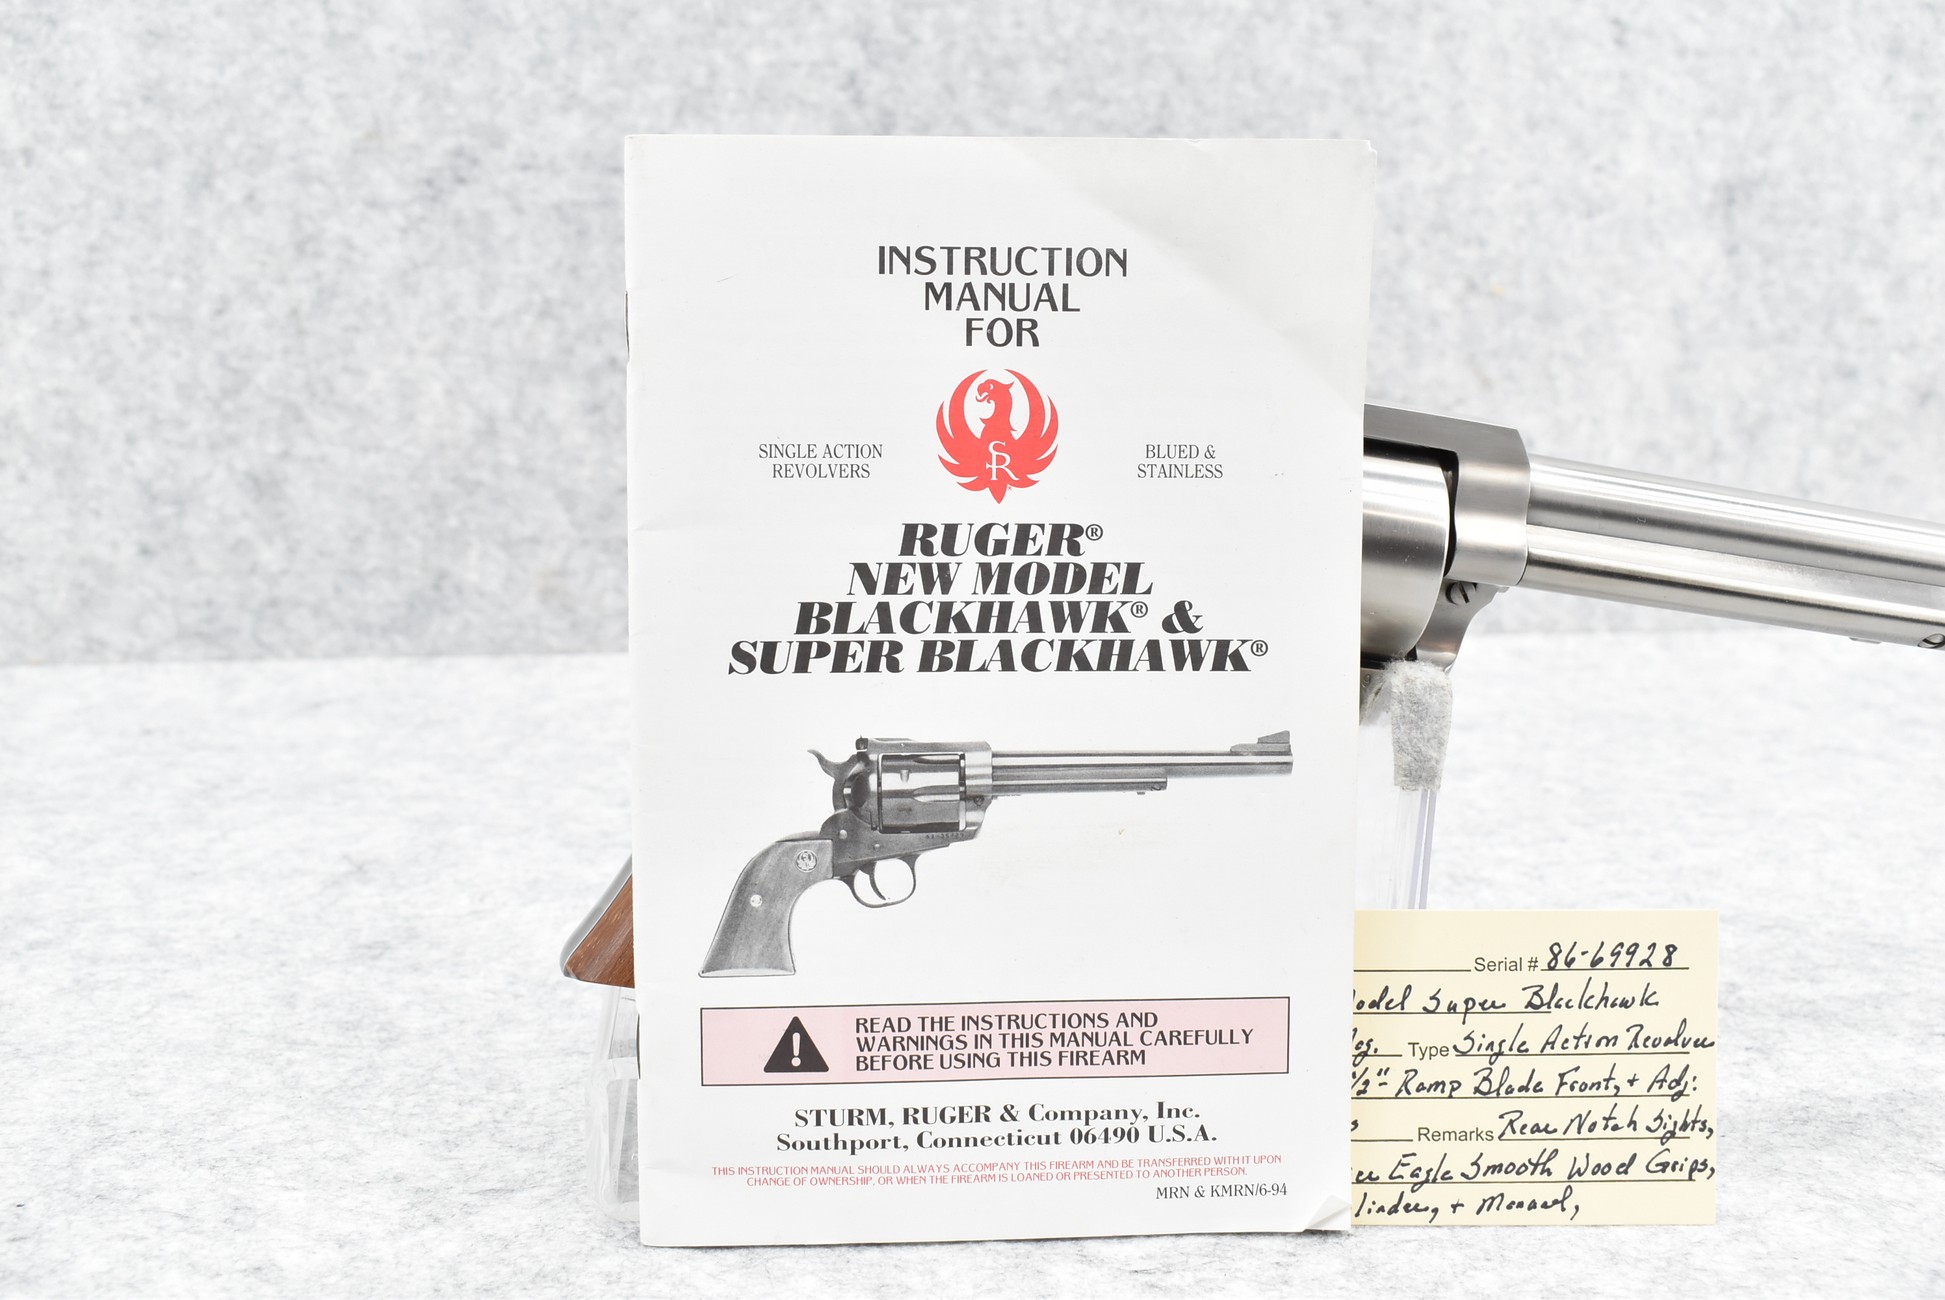 INSTRUCTION
MANUAL
FOR
SINGLE ACTION
REVOLVERS
SR
BLUED &
STAINLESS
RUGER®
NEW MODEL
BLACKHAWK® &
SUPER BLACKHAWK®
READ THE INSTRUCTIONS AND
WARNINGS IN THIS MANUAL CAREFULLY
BEFORE USING THIS FIREARM
STURM, RUGER & Company, Inc.
Southport, Connecticut 06490 U.S.A.
THIS INSTRUCTION MANUAL SHOULD ALWAYS ACCOMPANY THIS FIREARM AND BE TRANSFERRED WITH IT UPON
CHANGE OF OWNERSHIP, OR WHEN THE FIREARM IS LOANED OR PRESENTED TO ANOTHER PERSON.
MRN & KMRN/6-94
Serial # 86-69928
odel Super Blackhawk
Type Single Action Revolver
1/2"- Ramp Blade Front, + Adj.
Remarks Rear Notch Sights,
Eagle Smooth Wood Grips,
linder, + Manual,